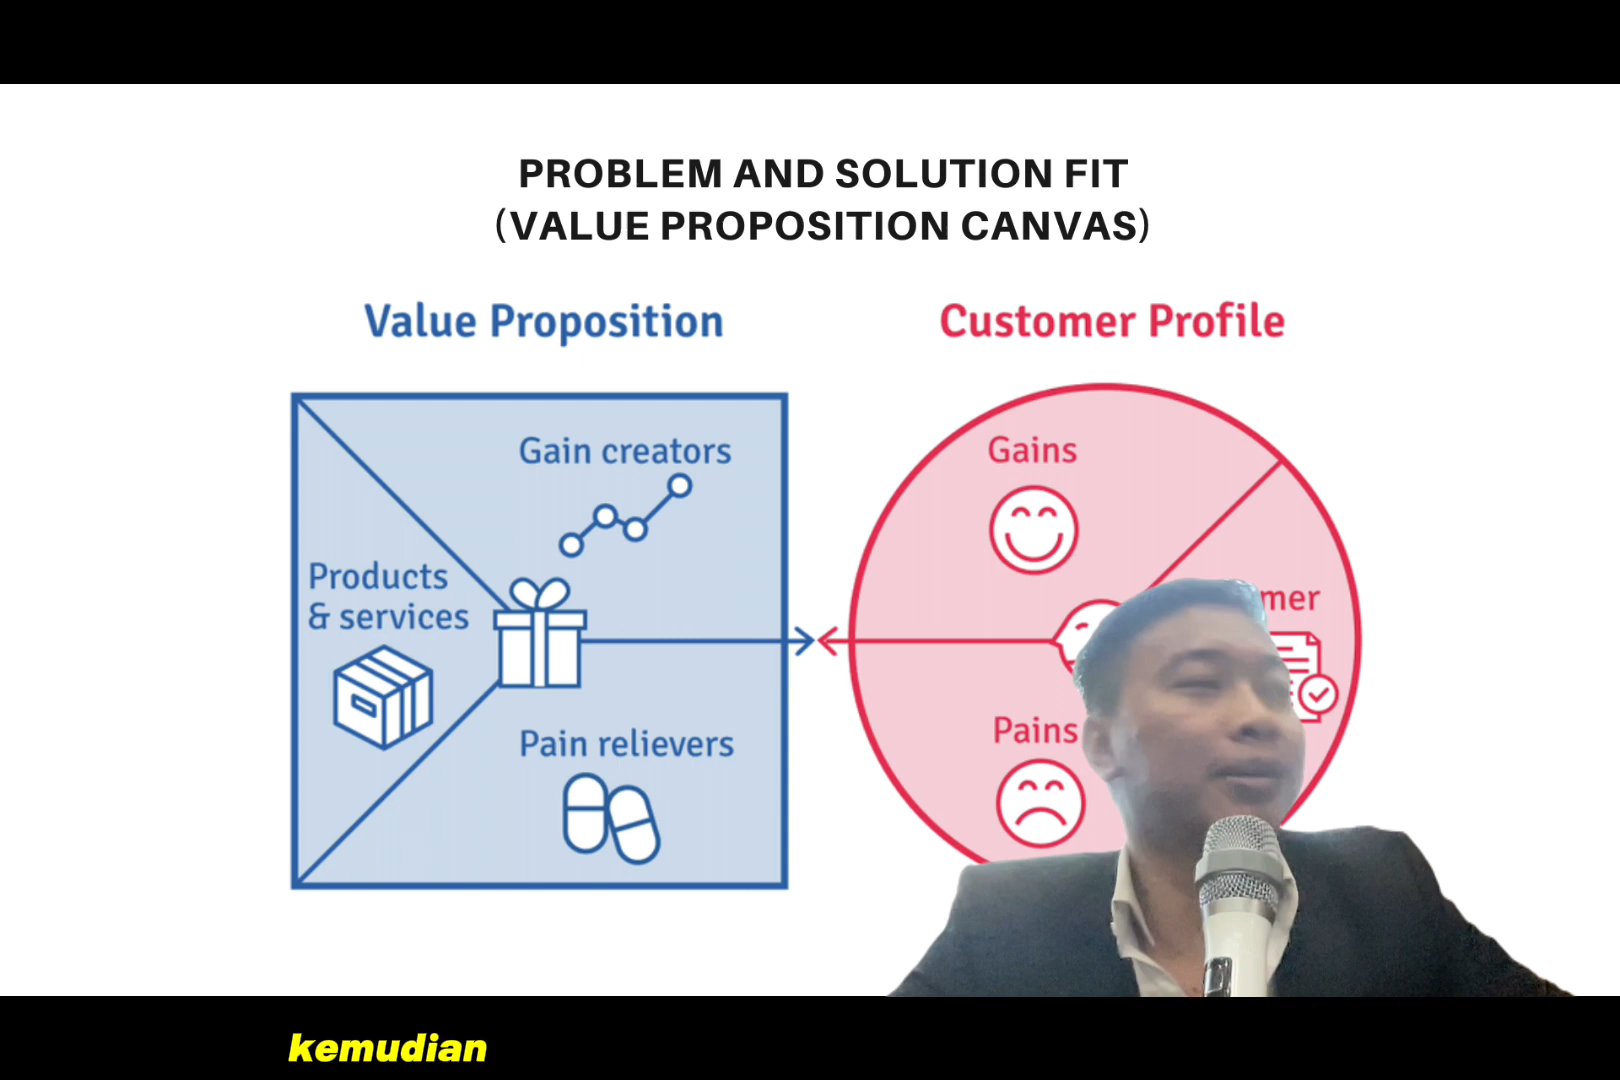 PROBLEM AND SOLUTION FIT
(VALUE PROPOSITION CANVAS)
Value Proposition
Customer Profile
Gain creators
Products
& services
Pain relievers
Gains
Pains
kemudian